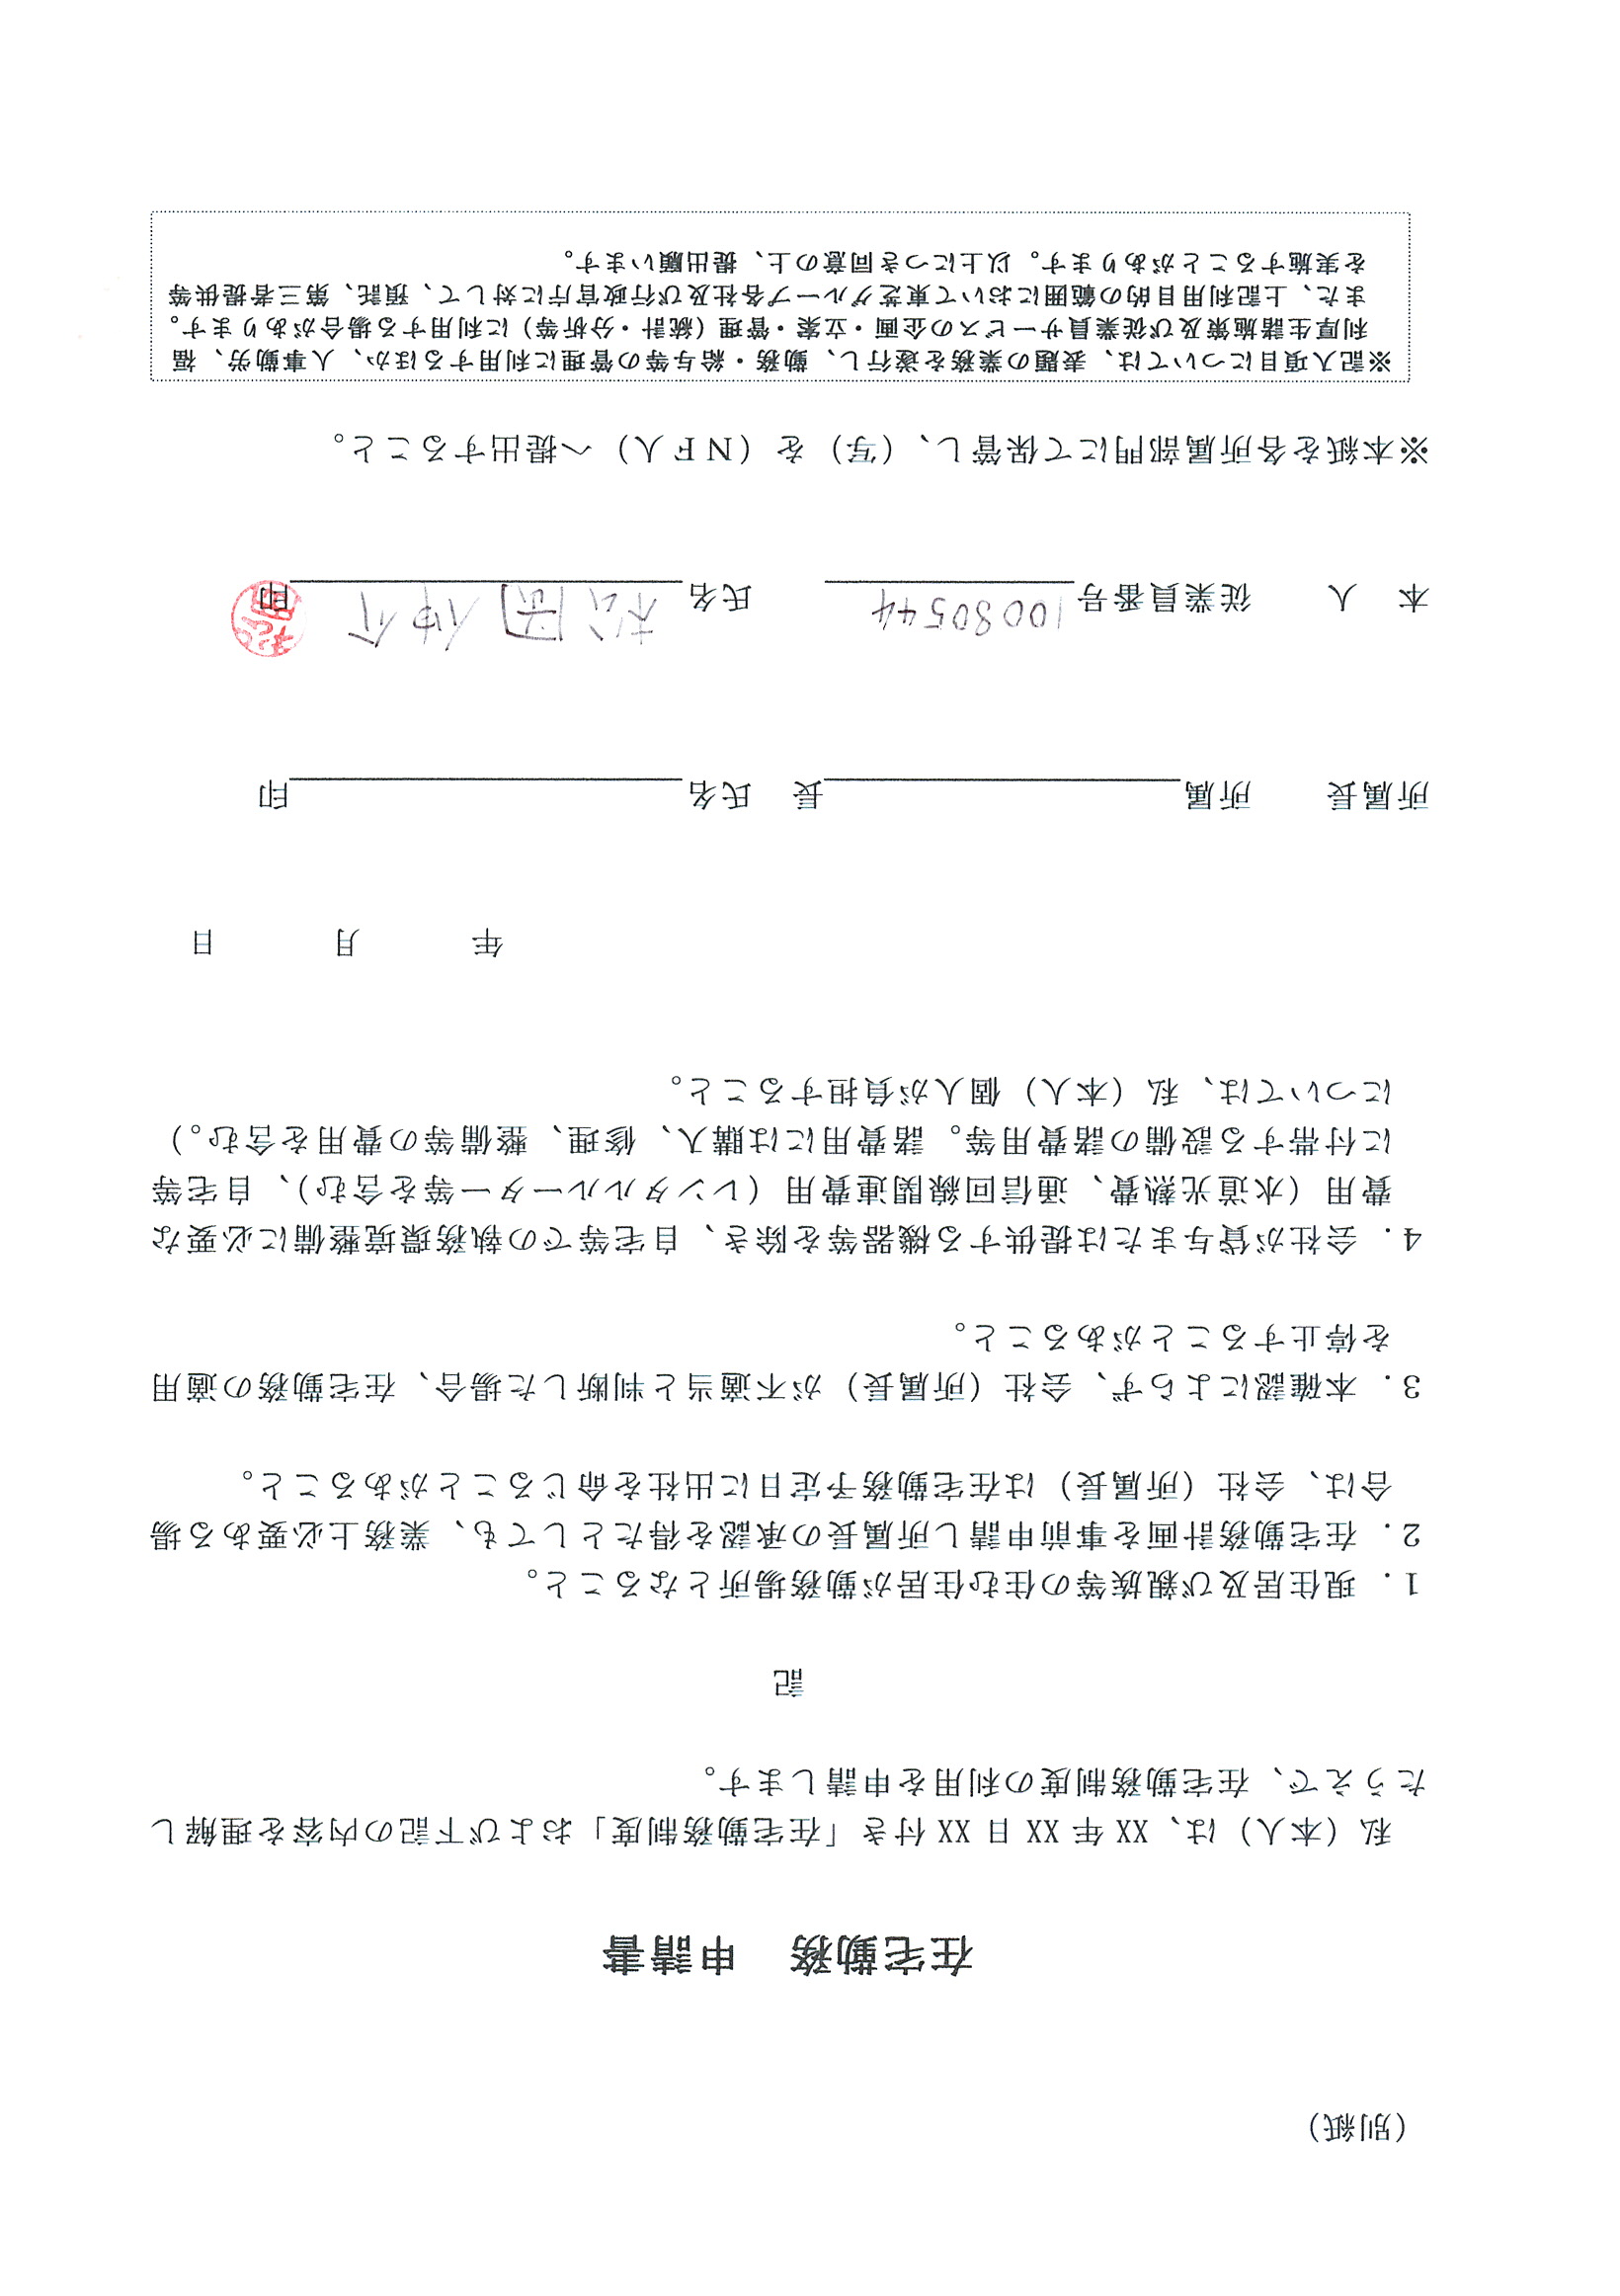 （別紙）
在宅勤務　申請書
私（本人）は、XX 年 XX 日 XX 付き「在宅勤務制度」および下記の内容を理解し
たうえで、在宅勤務制度の利用を申請します。
記
１．現住居及び親族等の住む住居が勤務場所となること。
２．在宅勤務計画を事前申請し所属長の承認を得たとしても、業務上必要ある場
合は、会社（所属長）は在宅勤務予定日に出社を命じることがあること。
３．本確認によらず、会社（所属長）が不適当と判断した場合、在宅勤務の適用
を停止することがあること。
４．会社が貸与または提供する機器等を除き、自宅等での執務環境整備に必要な
費用（水道光熱費、通信回線関連費用（レンタルルーター等を含む）、自宅等
に付帯する設備の諸費用等。諸費用には購入、修理、整備等の費用を含む。）
については、私（本人）個人が負担すること。
年　　月　　日
所属長　所属　　　長　氏名　　　印
本　人　従業員番号 10080544　氏名 松岡 伸介 印 松岡
※本紙を各所属部門にて保管し、（写）を（ＮＦ人）へ提出すること。
※記入項目については、表題の業務を遂行し、勤務・給与等の管理に利用するほか、人事勤労、福
利厚生諸施策及び従業員サービスの企画・立案・管理（統計・分析等）に利用する場合があります。
また、上記利用目的の範囲において東芝グループ各社及び行政官庁に対して、預託、第三者提供等
を実施することがあります。以上につき同意の上、提出願います。